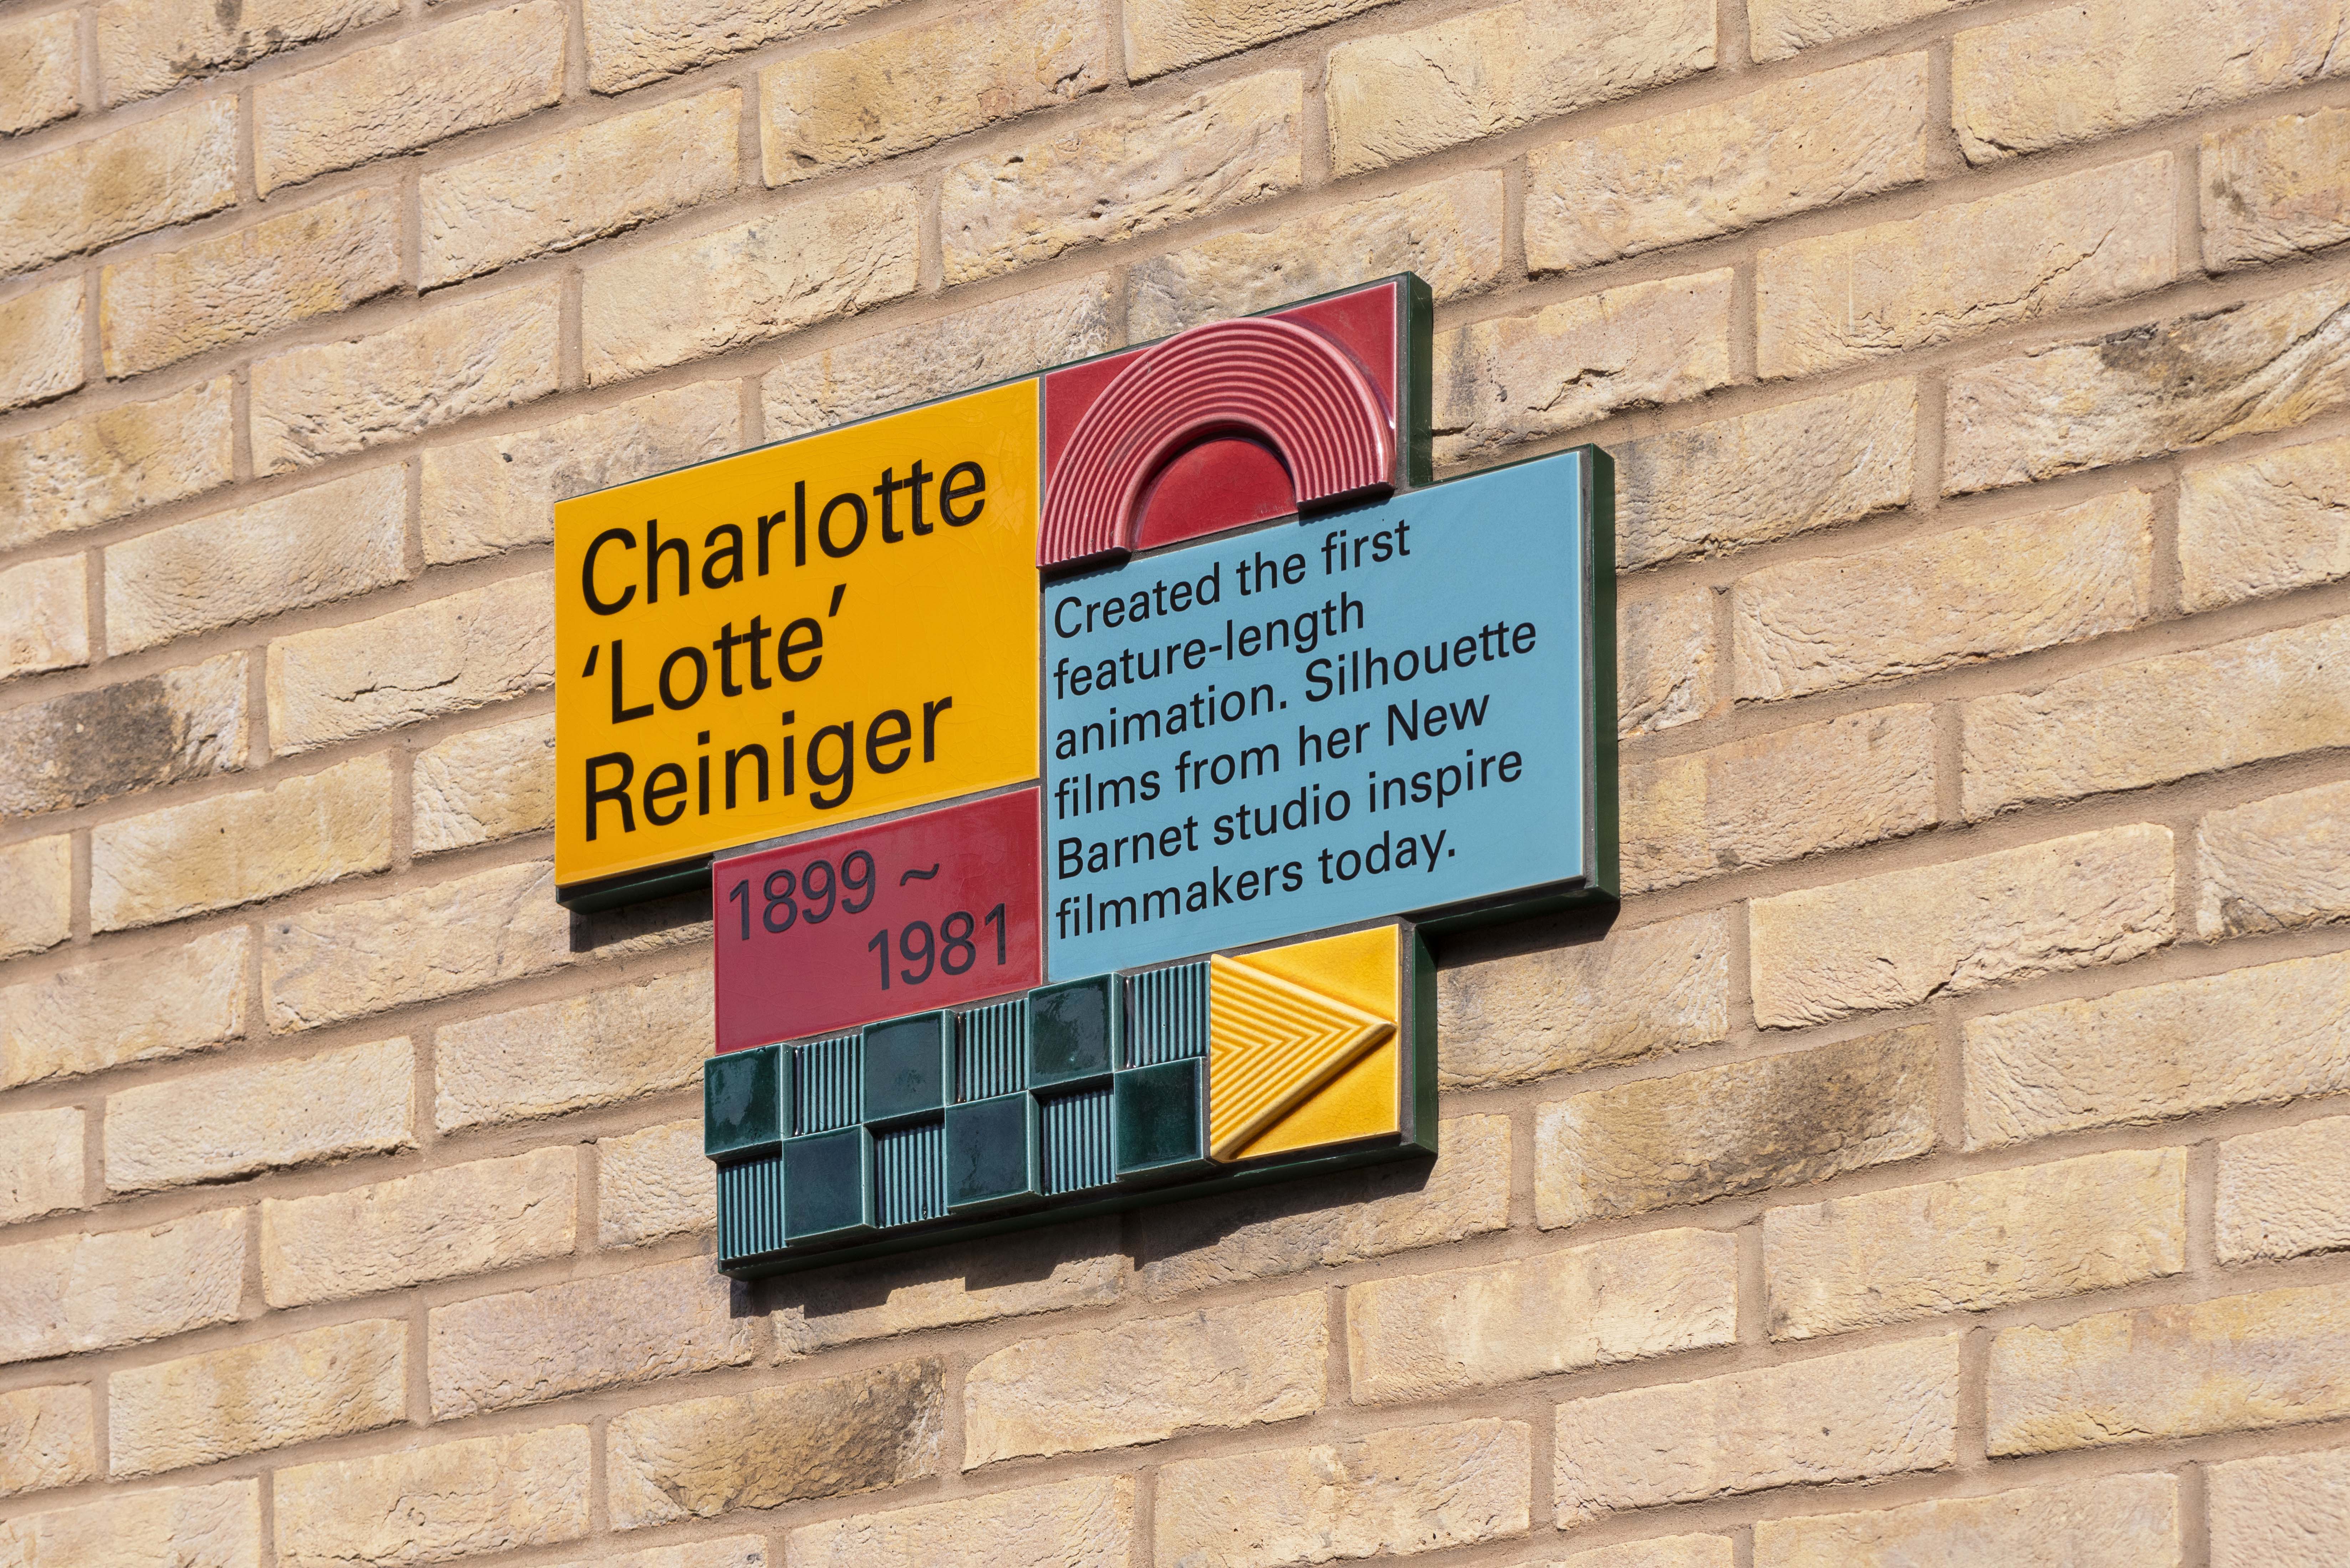 Charlotte
‘Lotte’
Reiniger
1899 ~
1981
Created the first
feature-length
animation. Silhouette
films from her New
Barnet studio inspire
filmmakers today.